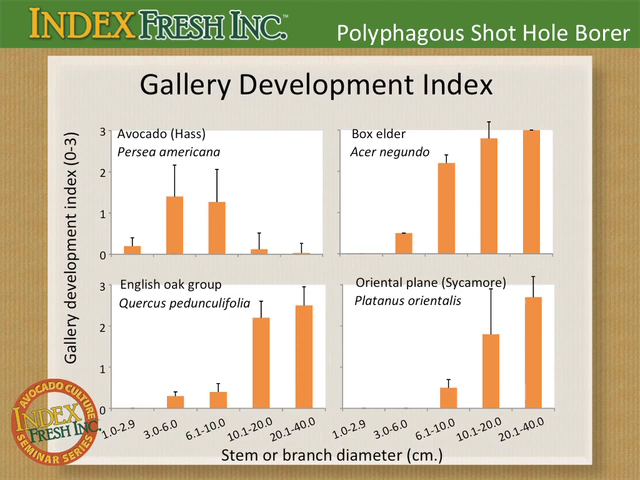 INDEX FRESH INC.™
Polyphagous Shot Hole Borer
Gallery Development Index
Gallery development index (0-3)
3
2
1
0
Avocado (Hass)
Persea americana
Box elder
Acer negundo
3
2
1
0
English oak group
Quercus pedunculifolia
Oriental plane (Sycamore)
Platanus orientalis
1.0-2.9 3.0-6.0 6.1-10.0 10.1-20.0 20.1-40.0
1.0-2.9 3.0-6.0 6.1-10.0 10.1-20.0 20.1-40.0
Stem or branch diameter (cm.)
AVOCADO CULTURE
INDEX
FRESH INC.
SEMINAR SERIES